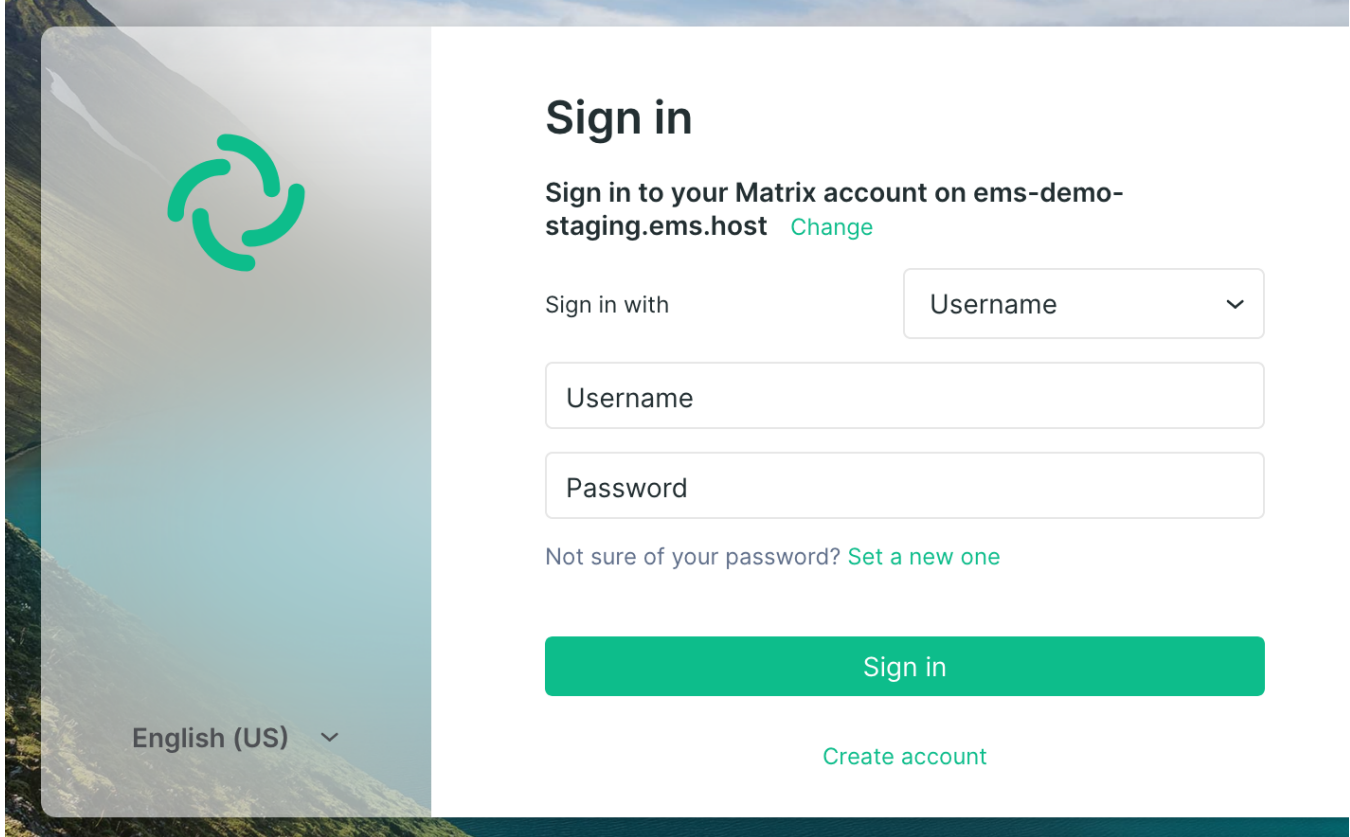 Sign in
Sign in to your Matrix account on ems-demo-
staging.ems.host Change
Sign in with Username
Username
Password
Not sure of your password? Set a new one
Sign in
English (US)
Create account